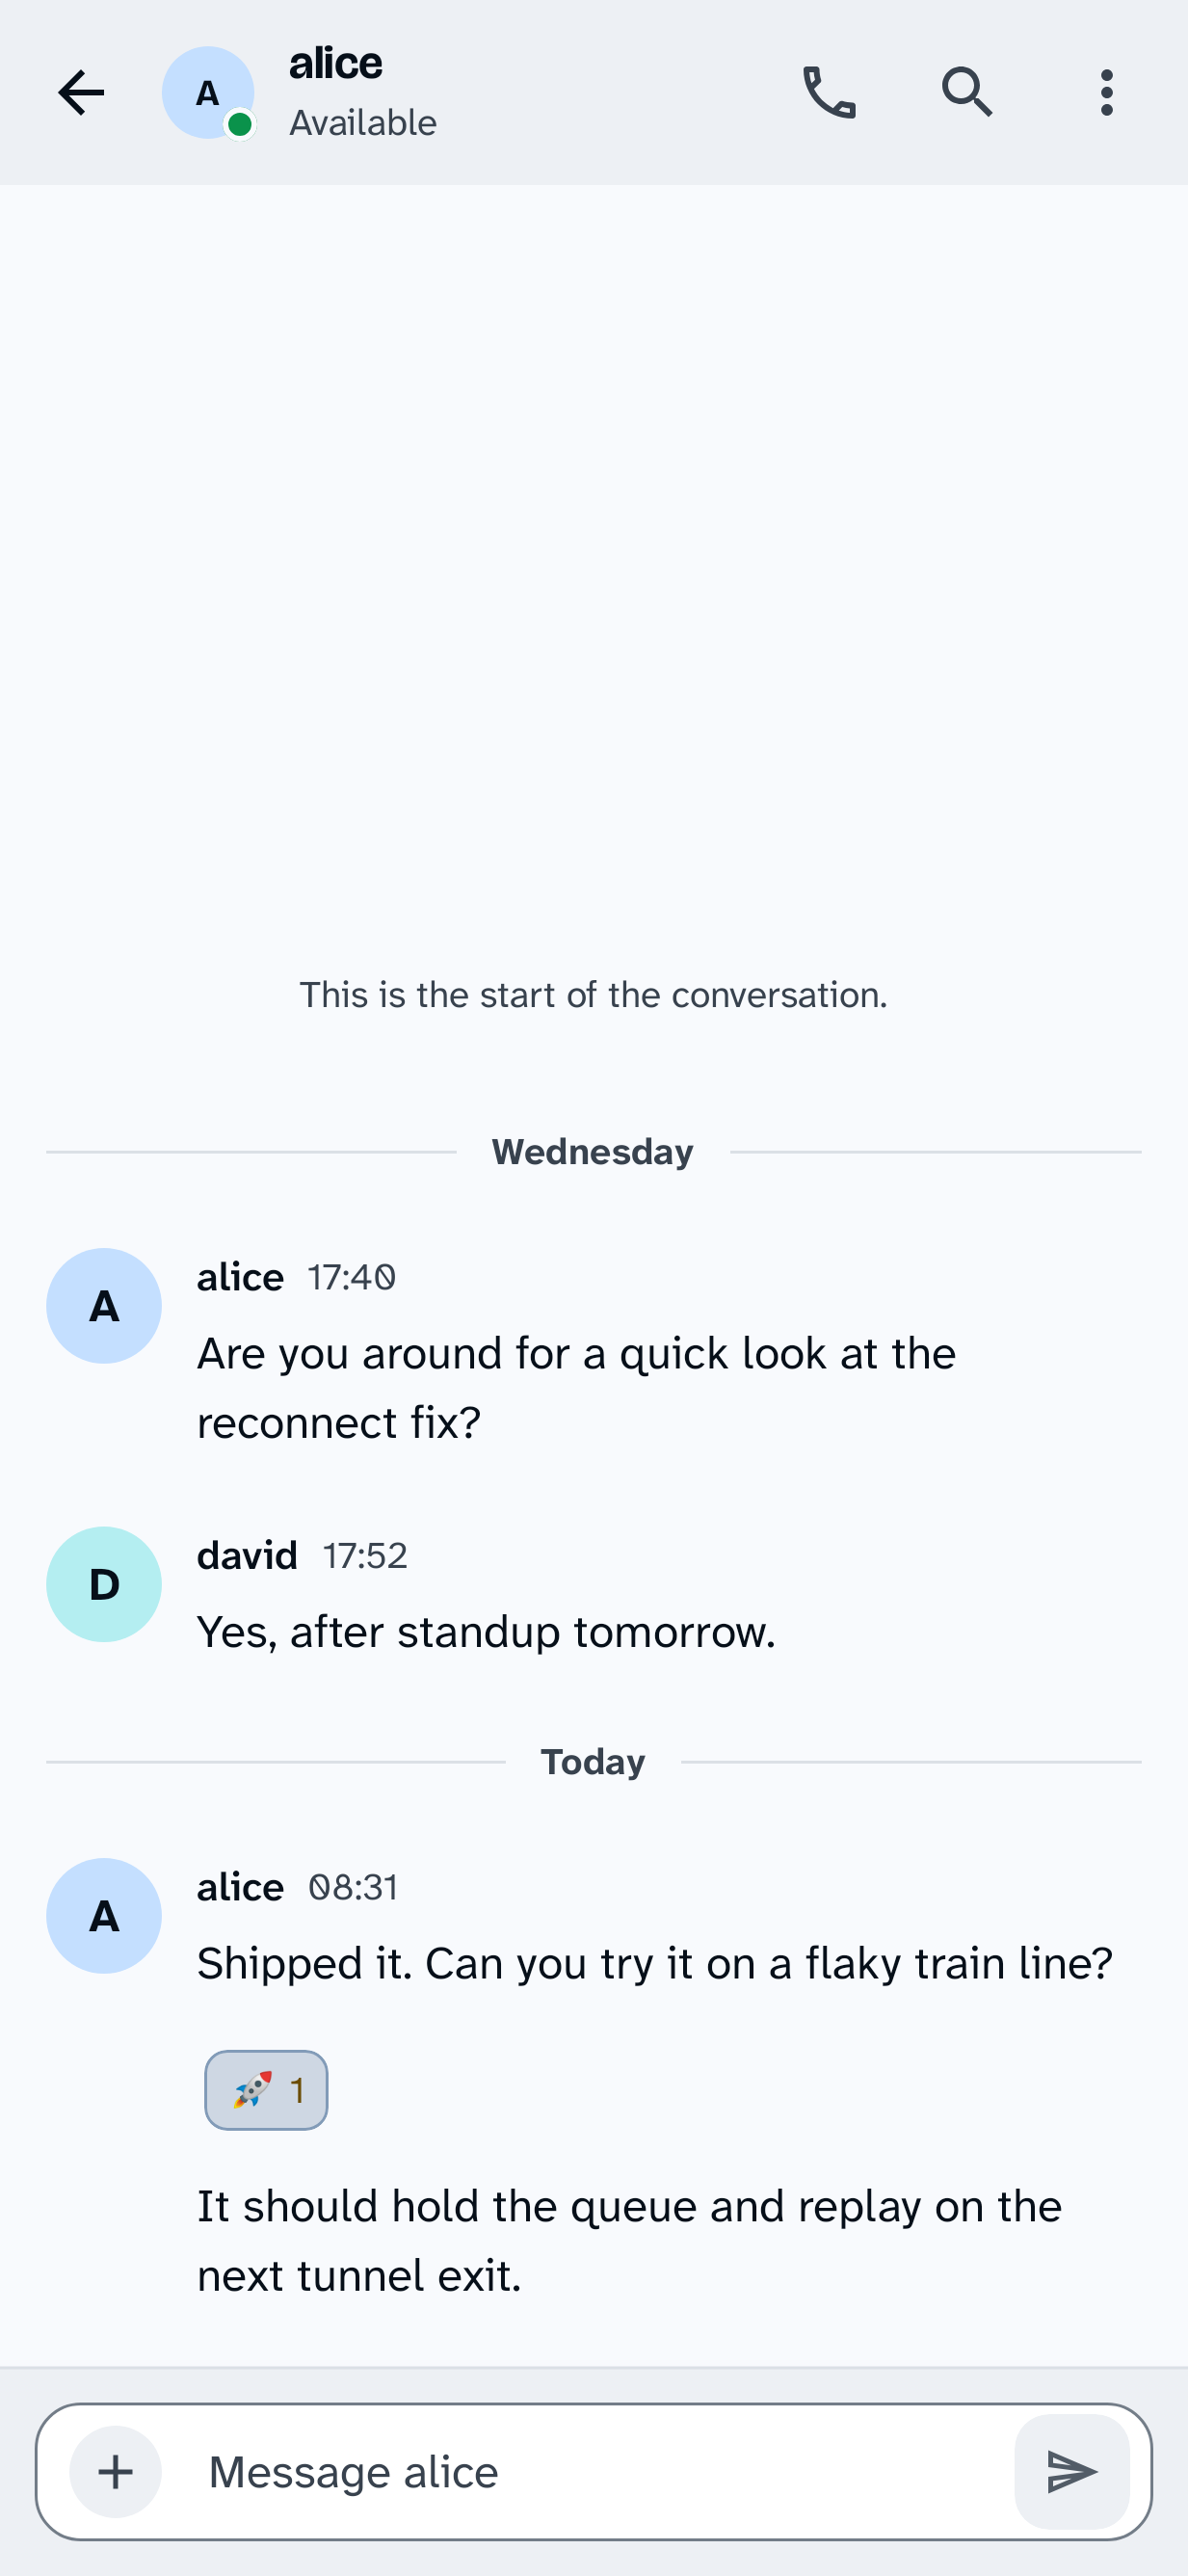 A
alice
Available
This is the start of the conversation.
Wednesday
A
alice 17:40
Are you around for a quick look at the
reconnect fix?
D
david 17:52
Yes, after standup tomorrow.
Today
A
alice 08:31
Shipped it. Can you try it on a flaky train line?
🚀 1
It should hold the queue and replay on the
next tunnel exit.
Message alice